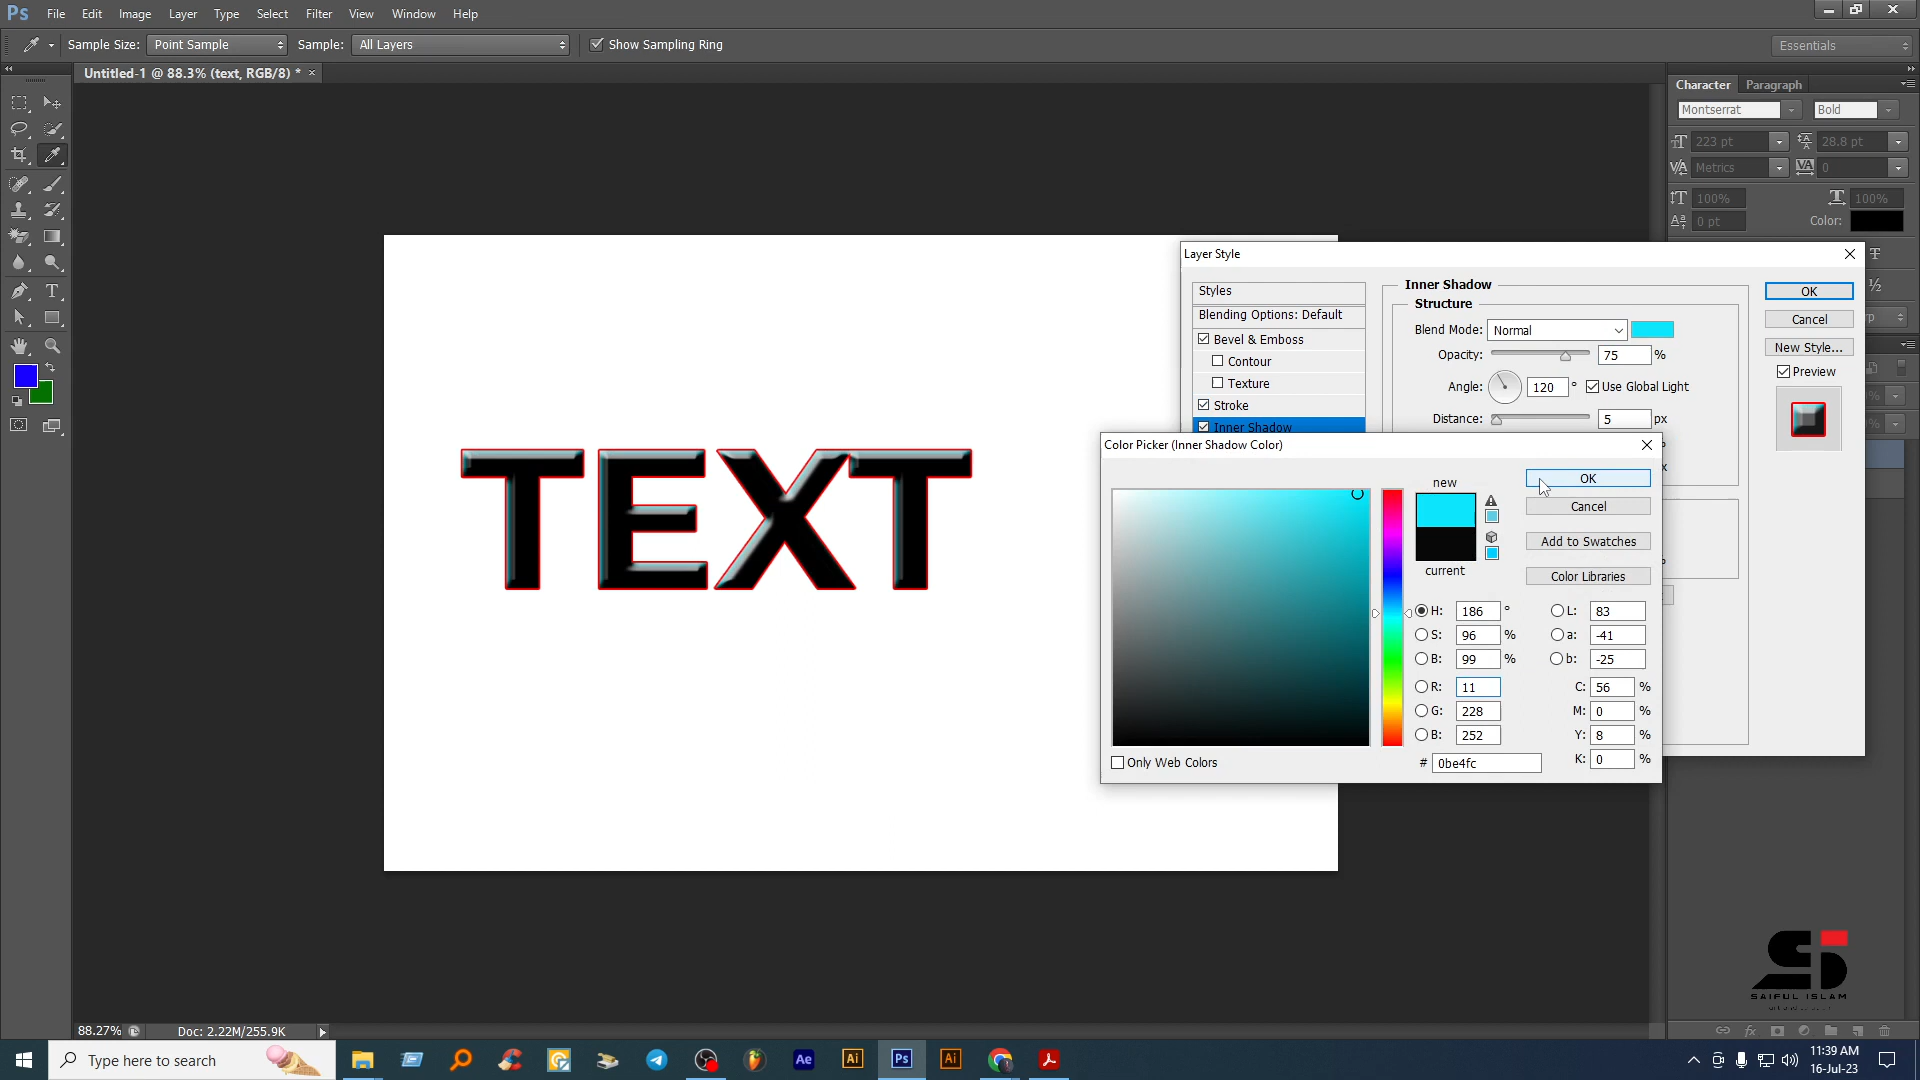 Ps File Edit Image Layer Type Select Filter View Window Help
Sample Size: Point Sample Sample: All Layers Show Sampling Ring Essentials
Untitled-1 @ 88.3% (text, RGB/8) * ×
Character Paragraph
Montserrat Bold
223 pt 28.8 pt
Metrics 0
100% 100%
0 pt Color:
Layer Style
Styles
Blending Options: Default
Bevel & Emboss
Contour
Texture
Stroke
Inner Shadow
Inner Shadow
Structure
Blend Mode: Normal
Opacity: 75 %
Angle: 120 ° Use Global Light
Distance: 5 px
OK
Cancel
New Style...
Preview
TEXT
Color Picker (Inner Shadow Color)
new
current
OK
Cancel
Add to Swatches
Color Libraries
H: 186 ° L: 83
S: 96 % a: -41
B: 99 % b: -25
R: 11 C: 56 %
G: 228 M: 0 %
B: 252 Y: 8 %
# 0be4fc K: 0 %
Only Web Colors
SAIFUL ISLAM
88.27% Doc: 2.22M/255.9K
Type here to search
Ae Ai Ps Ai
11:39 AM
16-Jul-23